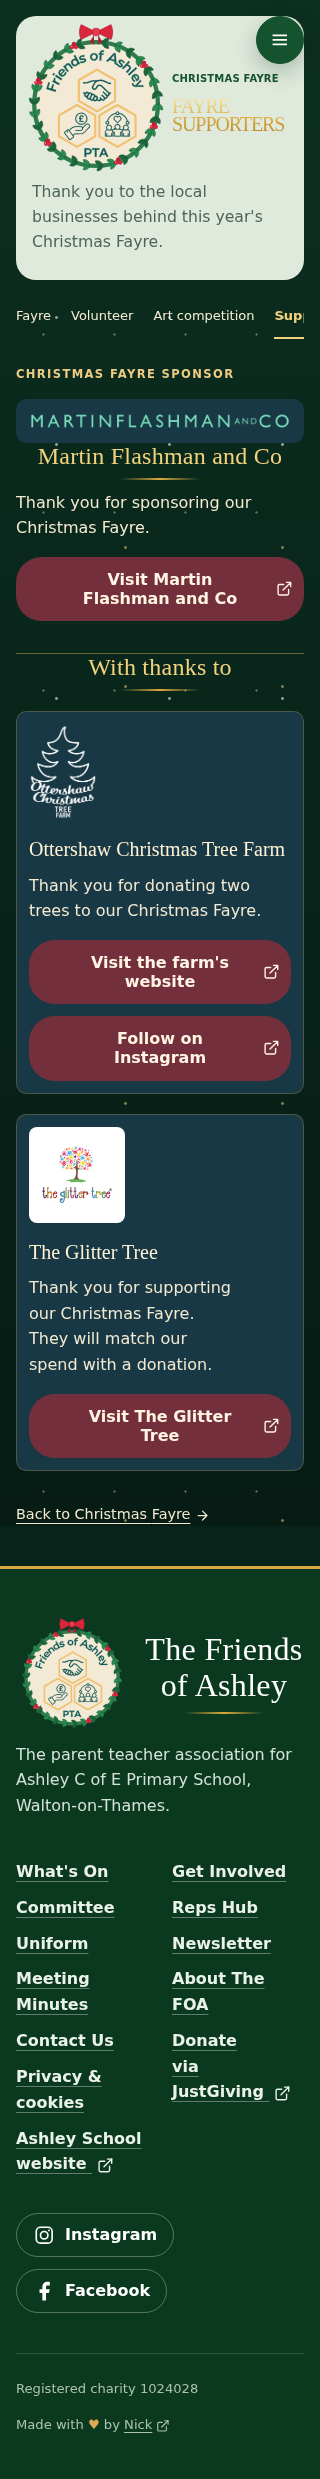 Friends of Ashley
PTA
CHRISTMAS FAYRE
FAYRE
SUPPORTERS
Thank you to the local
businesses behind this year's
Christmas Fayre.
Fayre Volunteer Art competition Supp
CHRISTMAS FAYRE SPONSOR
MARTINFLASHMANANDCO
Martin Flashman and Co
Thank you for sponsoring our
Christmas Fayre.
Visit Martin
Flashman and Co
With thanks to
Ottershaw
Christmas
TREE
FARM
Ottershaw Christmas Tree Farm
Thank you for donating two
trees to our Christmas Fayre.
Visit the farm's
website
Follow on
Instagram
the glitter tree
The Glitter Tree
Thank you for supporting
our Christmas Fayre.
They will match our
spend with a donation.
Visit The Glitter
Tree
Back to Christmas Fayre
Friends of Ashley
PTA
The Friends
of Ashley
The parent teacher association for
Ashley C of E Primary School,
Walton-on-Thames.
What's On
Committee
Uniform
Meeting
Minutes
Contact Us
Privacy &
cookies
Ashley School
website
Get Involved
Reps Hub
Newsletter
About The
FOA
Donate
via
JustGiving
Instagram
Facebook
Registered charity 1024028
Made with ♥ by Nick